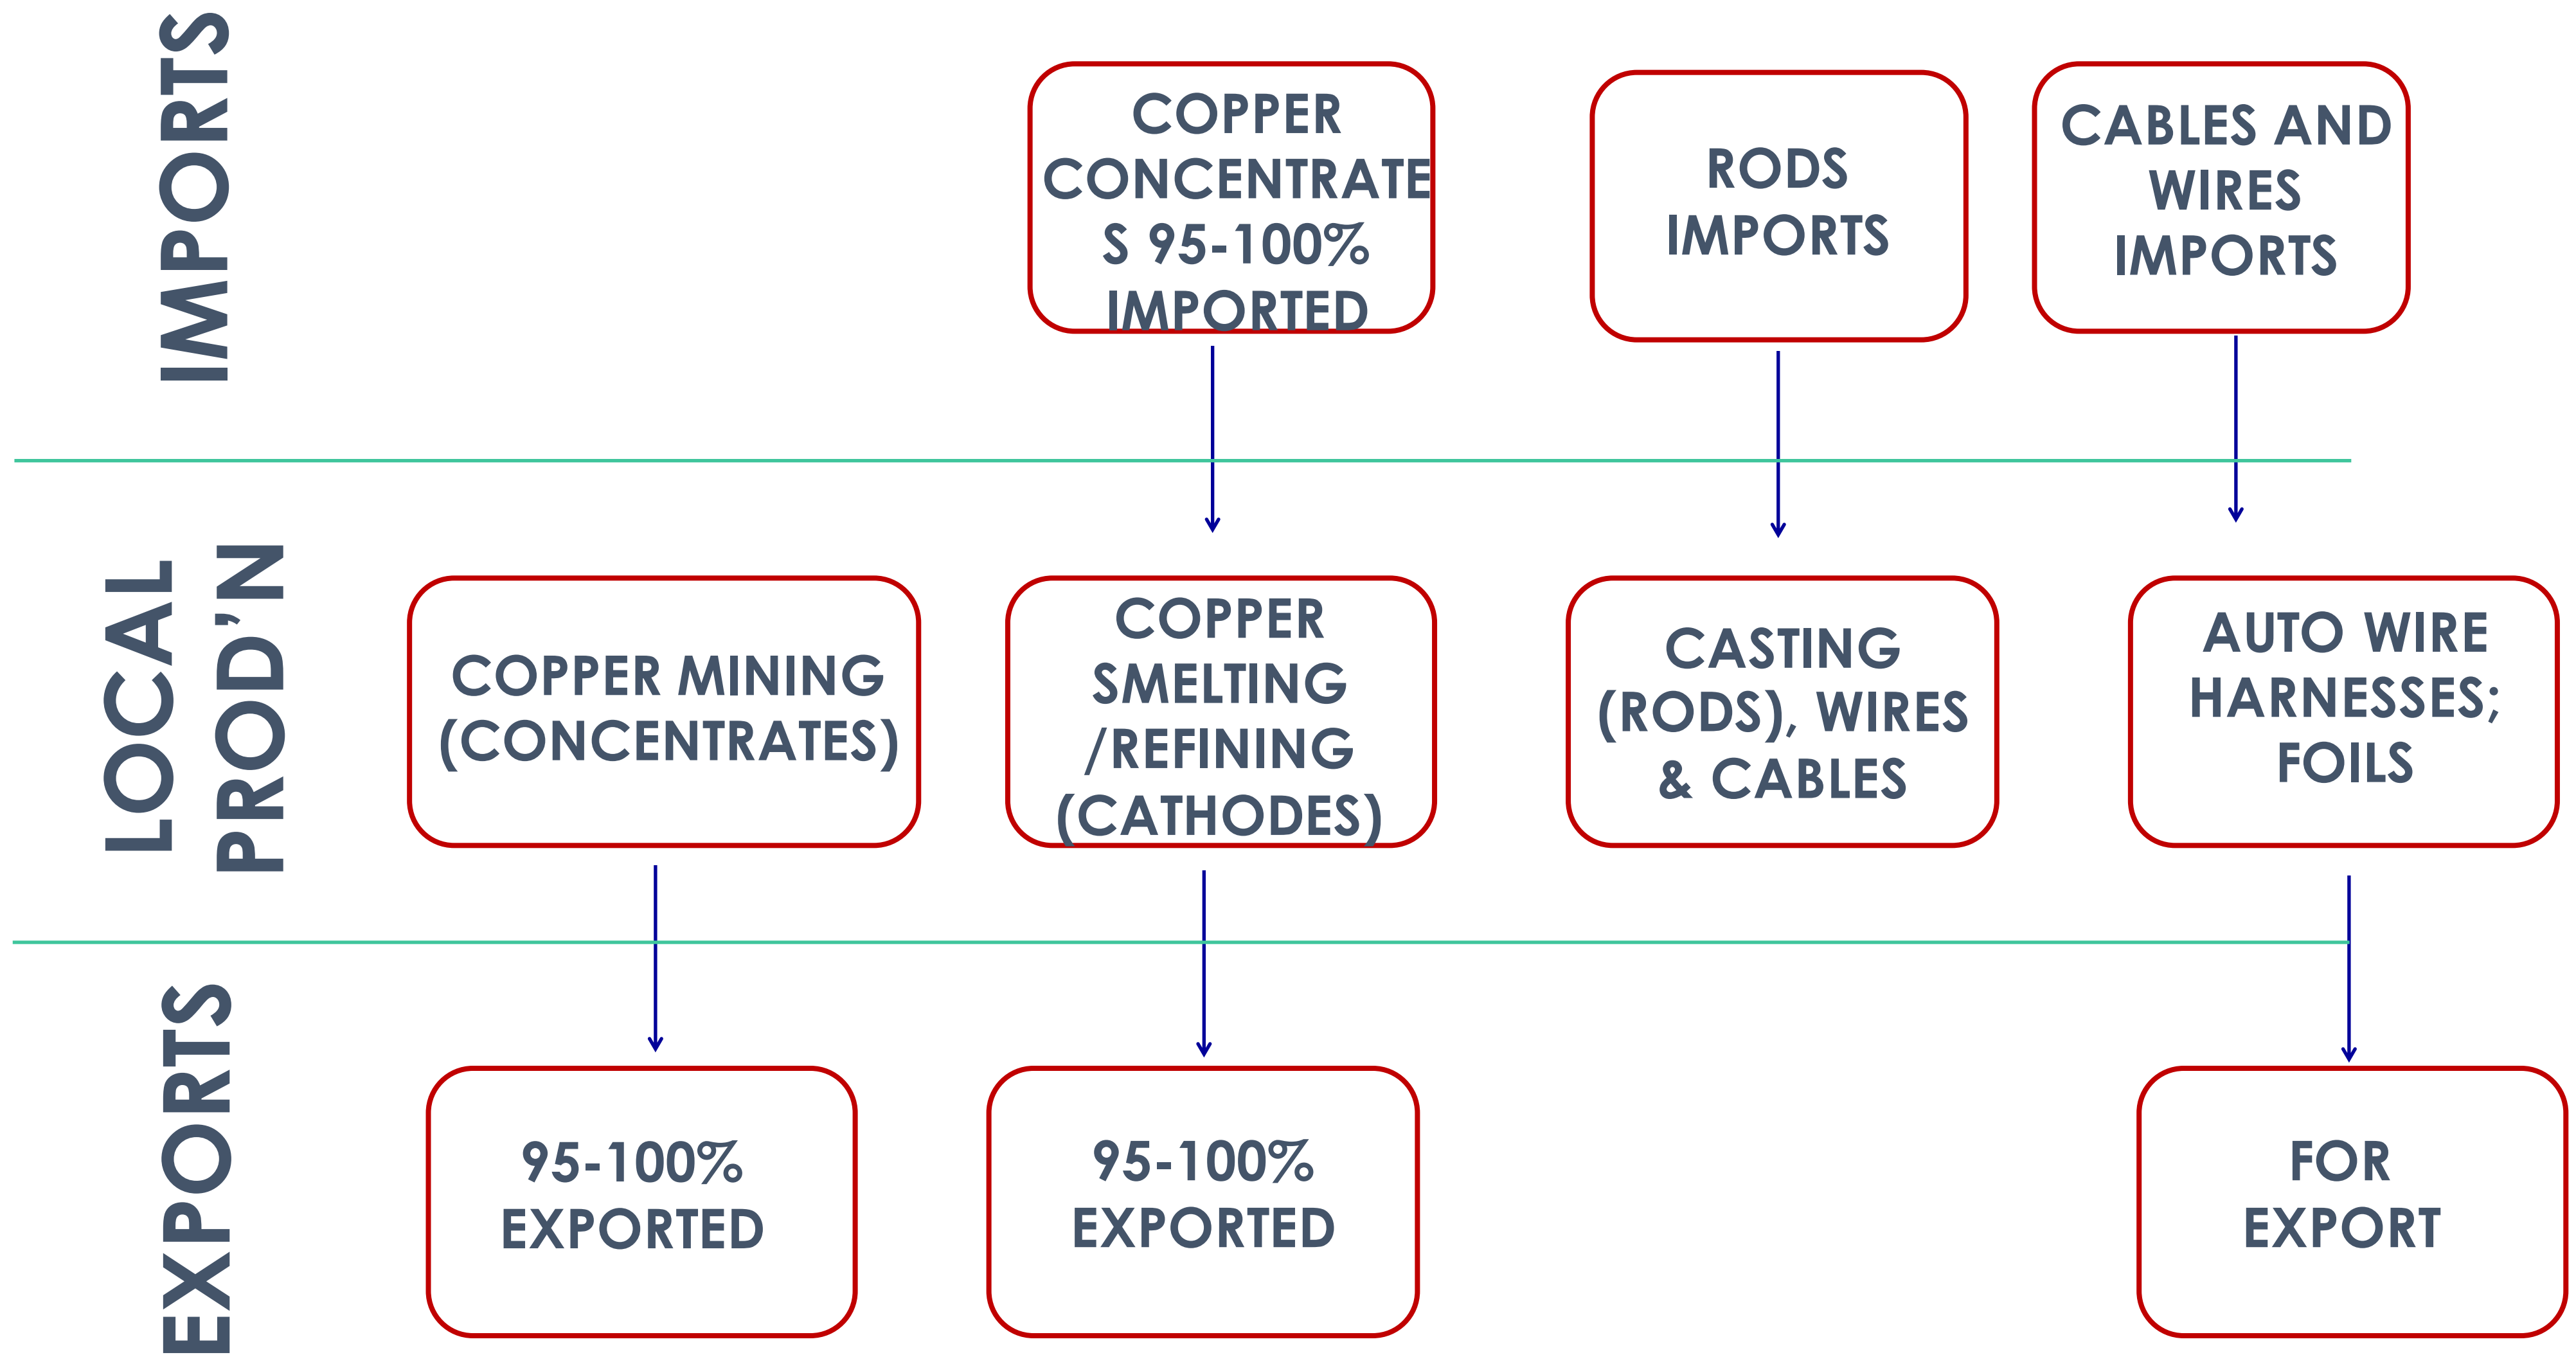 IMPORTS
COPPER
CONCENTRATE
S 95-100%
IMPORTED
RODS
IMPORTS
CABLES AND
WIRES
IMPORTS
LOCAL
PROD’N
COPPER MINING
(CONCENTRATES)
COPPER
SMELTING
/REFINING
(CATHODES)
CASTING
(RODS), WIRES
& CABLES
AUTO WIRE
HARNESSES;
FOILS
EXPORTS
95-100%
EXPORTED
95-100%
EXPORTED
FOR
EXPORT